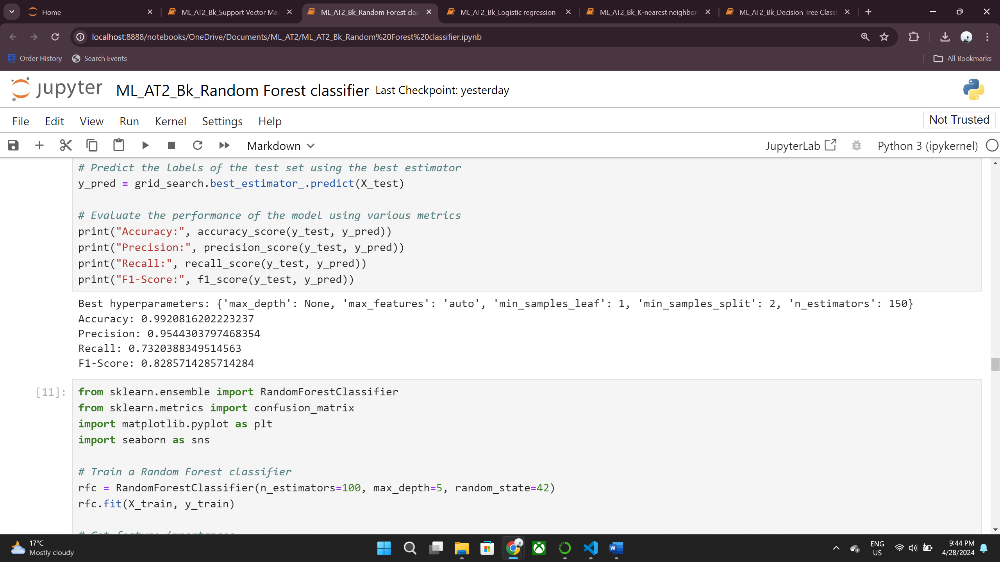 Home
ML_AT2_Bk_Support Vector Mac
ML_AT2_Bk_Random Forest clas
ML_AT2_Bk_Logistic regression
ML_AT2_Bk_K-nearest neighbor
ML_AT2_Bk_Decision Tree Classi
localhost:8888/notebooks/OneDrive/Documents/ML_AT2/ML_AT2_Bk_Random%20Forest%20classifier.ipynb
Order History
Search Events
All Bookmarks
jupyter
ML_AT2_Bk_Random Forest classifier Last Checkpoint: yesterday
File Edit View Run Kernel Settings Help
Not Trusted
Markdown
JupyterLab
Python 3 (ipykernel)
# Predict the labels of the test set using the best estimator
y_pred = grid_search.best_estimator_.predict(X_test)
# Evaluate the performance of the model using various metrics
print("Accuracy:", accuracy_score(y_test, y_pred))
print("Precision:", precision_score(y_test, y_pred))
print("Recall:", recall_score(y_test, y_pred))
print("F1-Score:", f1_score(y_test, y_pred))
Best hyperparameters: {'max_depth': None, 'max_features': 'auto', 'min_samples_leaf': 1, 'min_samples_split': 2, 'n_estimators': 150}
Accuracy: 0.9920816202223237
Precision: 0.9544303797468354
Recall: 0.7320388349514563
F1-Score: 0.8285714285714284
[11]:
from sklearn.ensemble import RandomForestClassifier
from sklearn.metrics import confusion_matrix
import matplotlib.pyplot as plt
import seaborn as sns
# Train a Random Forest classifier
rfc = RandomForestClassifier(n_estimators=100, max_depth=5, random_state=42)
rfc.fit(X_train, y_train)
17°C
Mostly cloudy
ENG
US
9:44 PM
4/28/2024